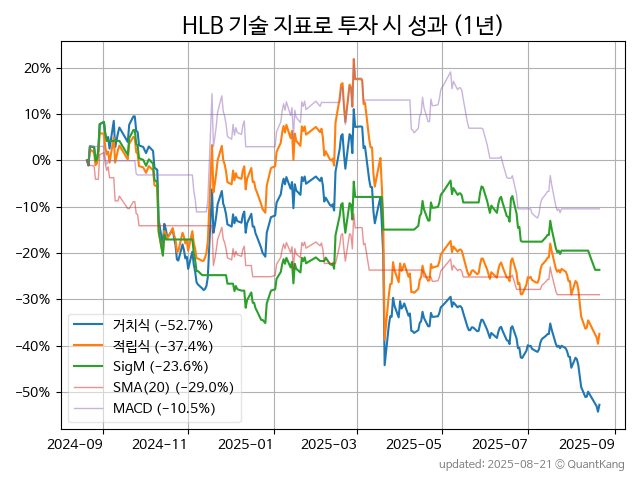 HLB 기술 지표로 투자 시 성과 (1년)
20%
10%
0%
−10%
−20%
−30%
−40%
−50%
거치식 (−52.7%)
적립식 (−37.4%)
SigM (−23.6%)
SMA(20) (−29.0%)
MACD (−10.5%)
2024-09 2024-11 2025-01 2025-03 2025-05 2025-07 2025-09
updated: 2025-08-21 © QuantKang